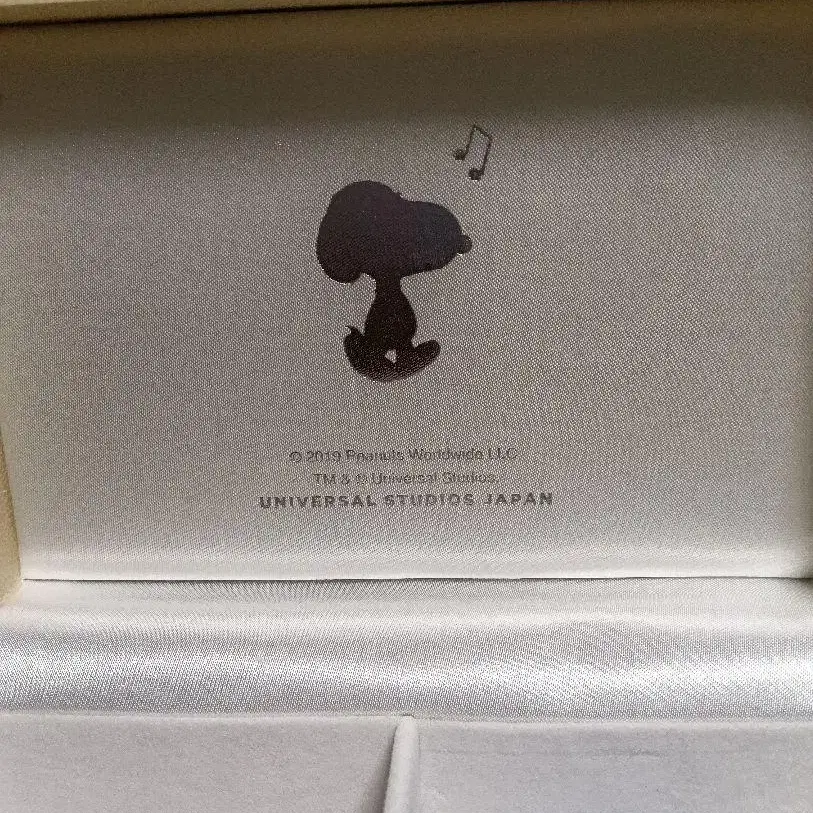 © 2019 Peanuts Worldwide LLC
TM & © Universal Studios.
UNIVERSAL STUDIOS JAPAN